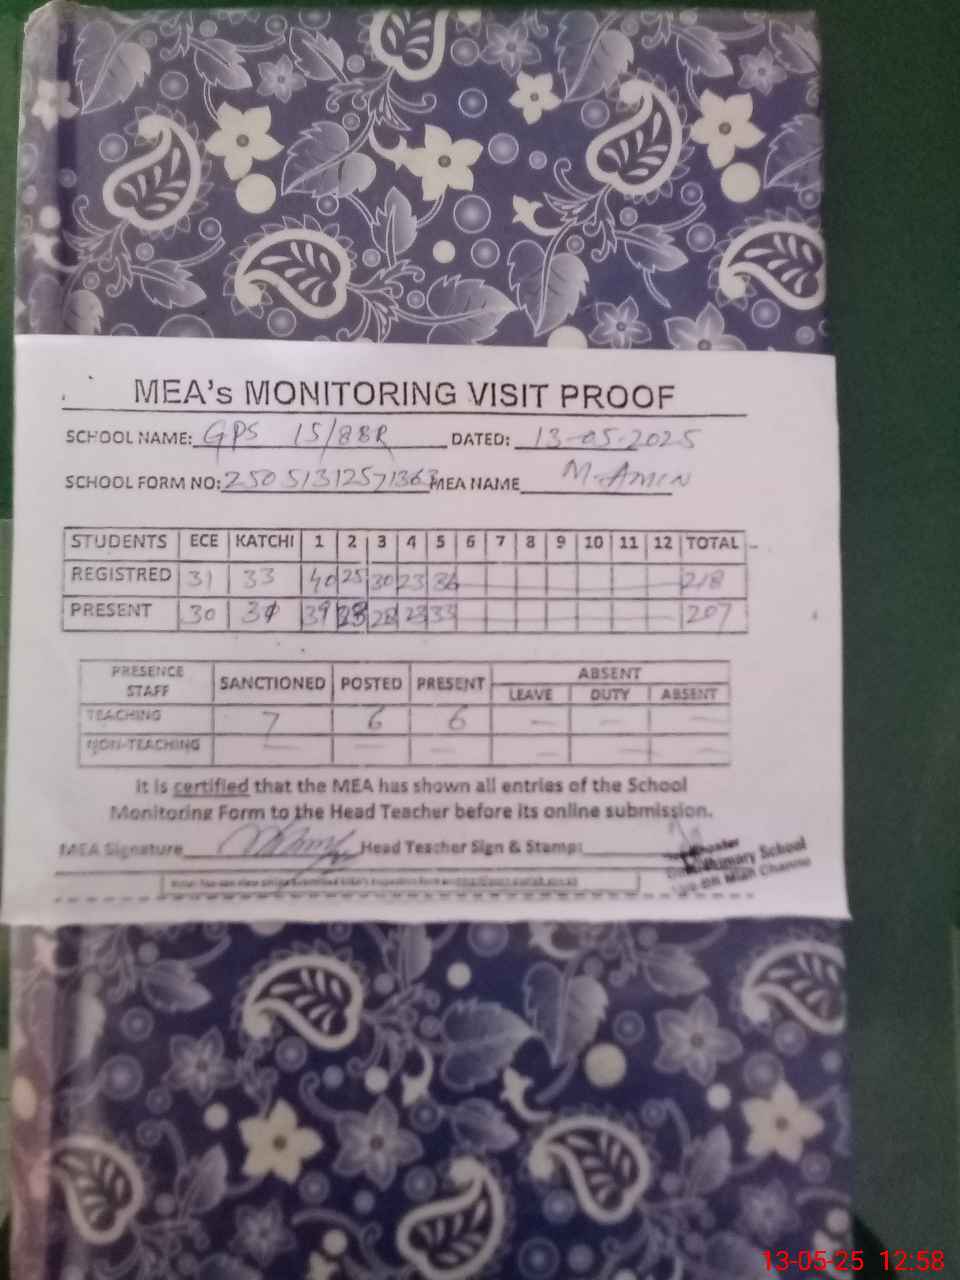 MEA's MONITORING VISIT PROOF
SCHOOL NAME: GPS 15/88R DATED: 13-05-2025
SCHOOL FORM NO: 25051312571363 MEA NAME M. AMIN
STUDENTS ECE KATCHI 1 2 3 4 5 6 7 8 9 10 11 12 TOTAL
REGISTRED 31 33 40 25 30 23 36 218
PRESENT 30 39 28 23 33 207
PRESENCE STAFF SANCTIONED POSTED PRESENT ABSENT
LEAVE DUTY ABSENT
TEACHING 7 6 6 — — —
NON-TEACHING — — — — — —
it is certified that the MEA has shown all entries of the School
Monitoring Form to the Head Teacher before its online submission.
MEA Signature Head Teacher Sign & Stamp:
Primary School
Mian Channu
13-05-25 12:58